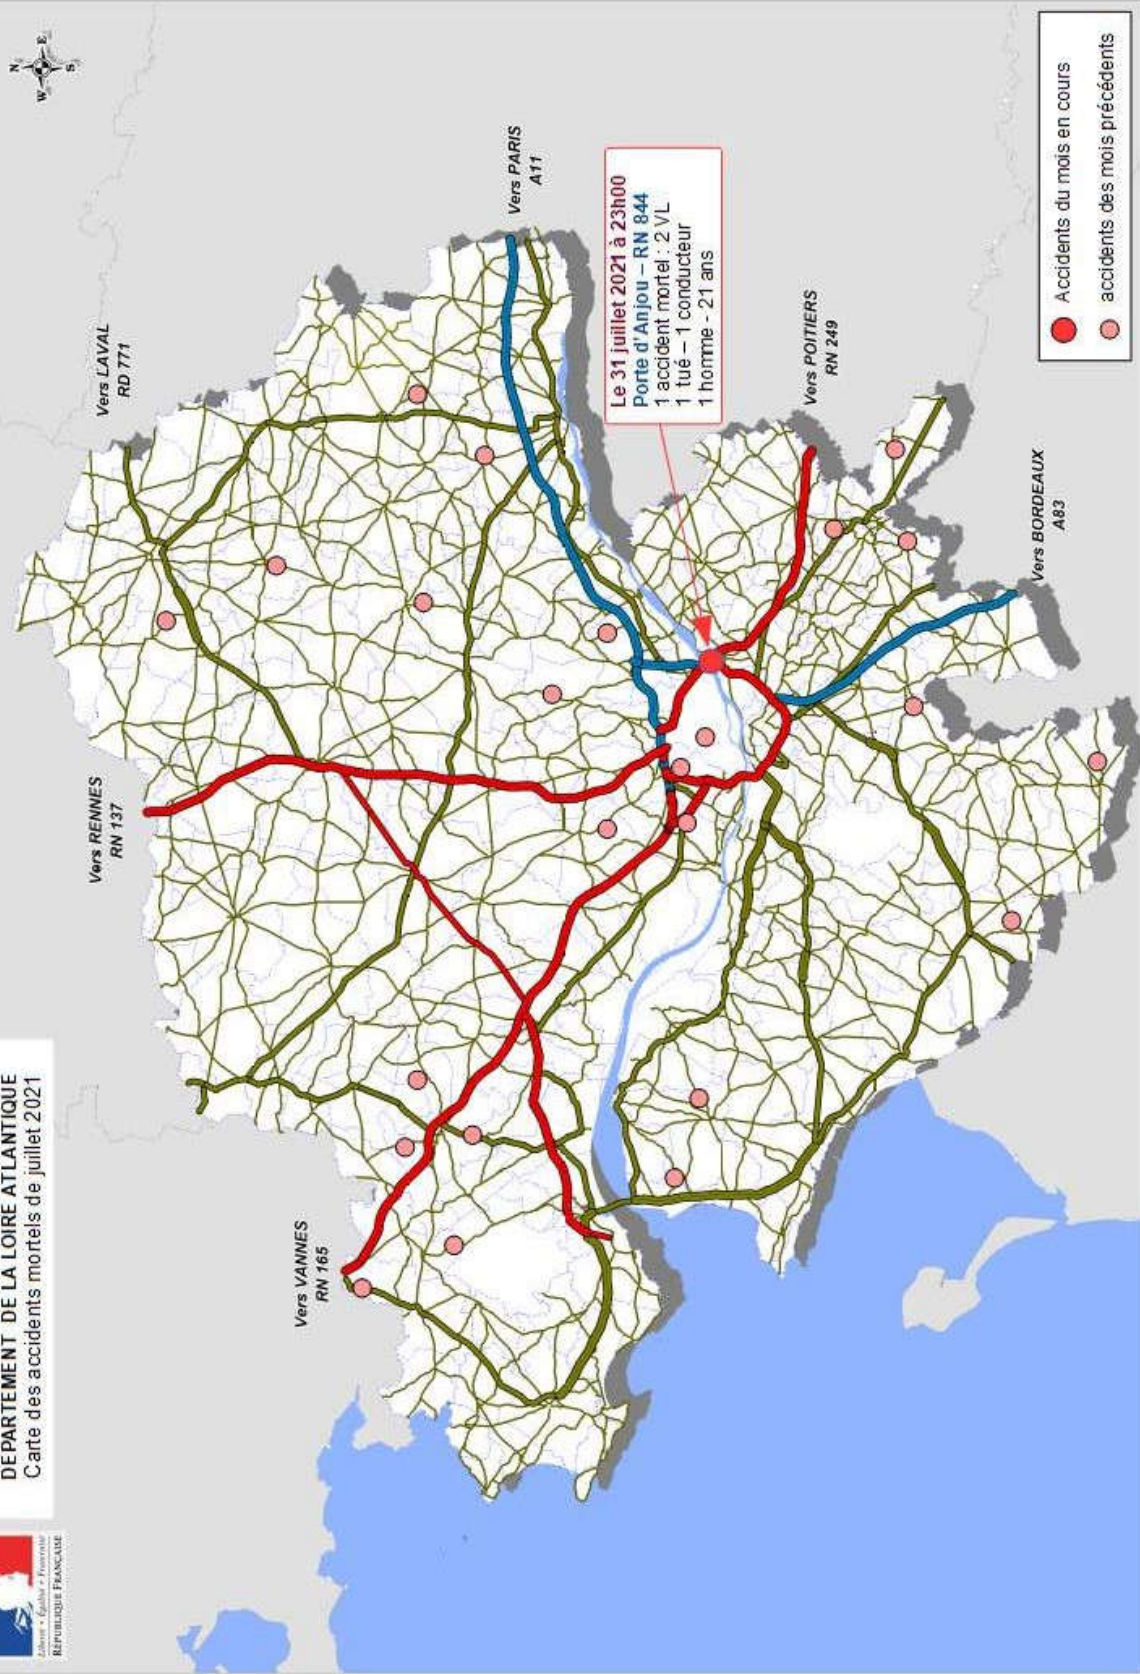 Liberté • Égalité • Fraternité
RÉPUBLIQUE FRANÇAISE
DEPARTEMENT DE LA LOIRE ATLANTIQUE
Carte des accidents mortels de juillet 2021
N
W
E
S
Vers RENNES
RN 137
Vers LAVAL
RD 771
Vers VANNES
RN 165
Vers PARIS
A11
Le 31 juillet 2021 à 23h00
Porte d'Anjou – RN 844
1 accident mortel : 2 VL
1 tué – 1 conducteur
1 homme - 21 ans
Vers POITIERS
RN 249
Vers BORDEAUX
A83
Accidents du mois en cours
accidents des mois précédents